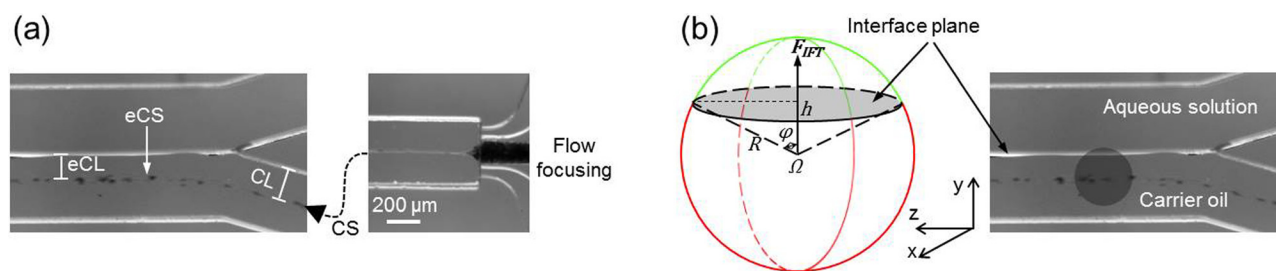 (a)
eCS
eCL
CL
CS
200 μm
Flow
focusing
(b)
Interface plane
F_IFT
h
φ
R
Ω
y
z
x
Aqueous solution
Carrier oil